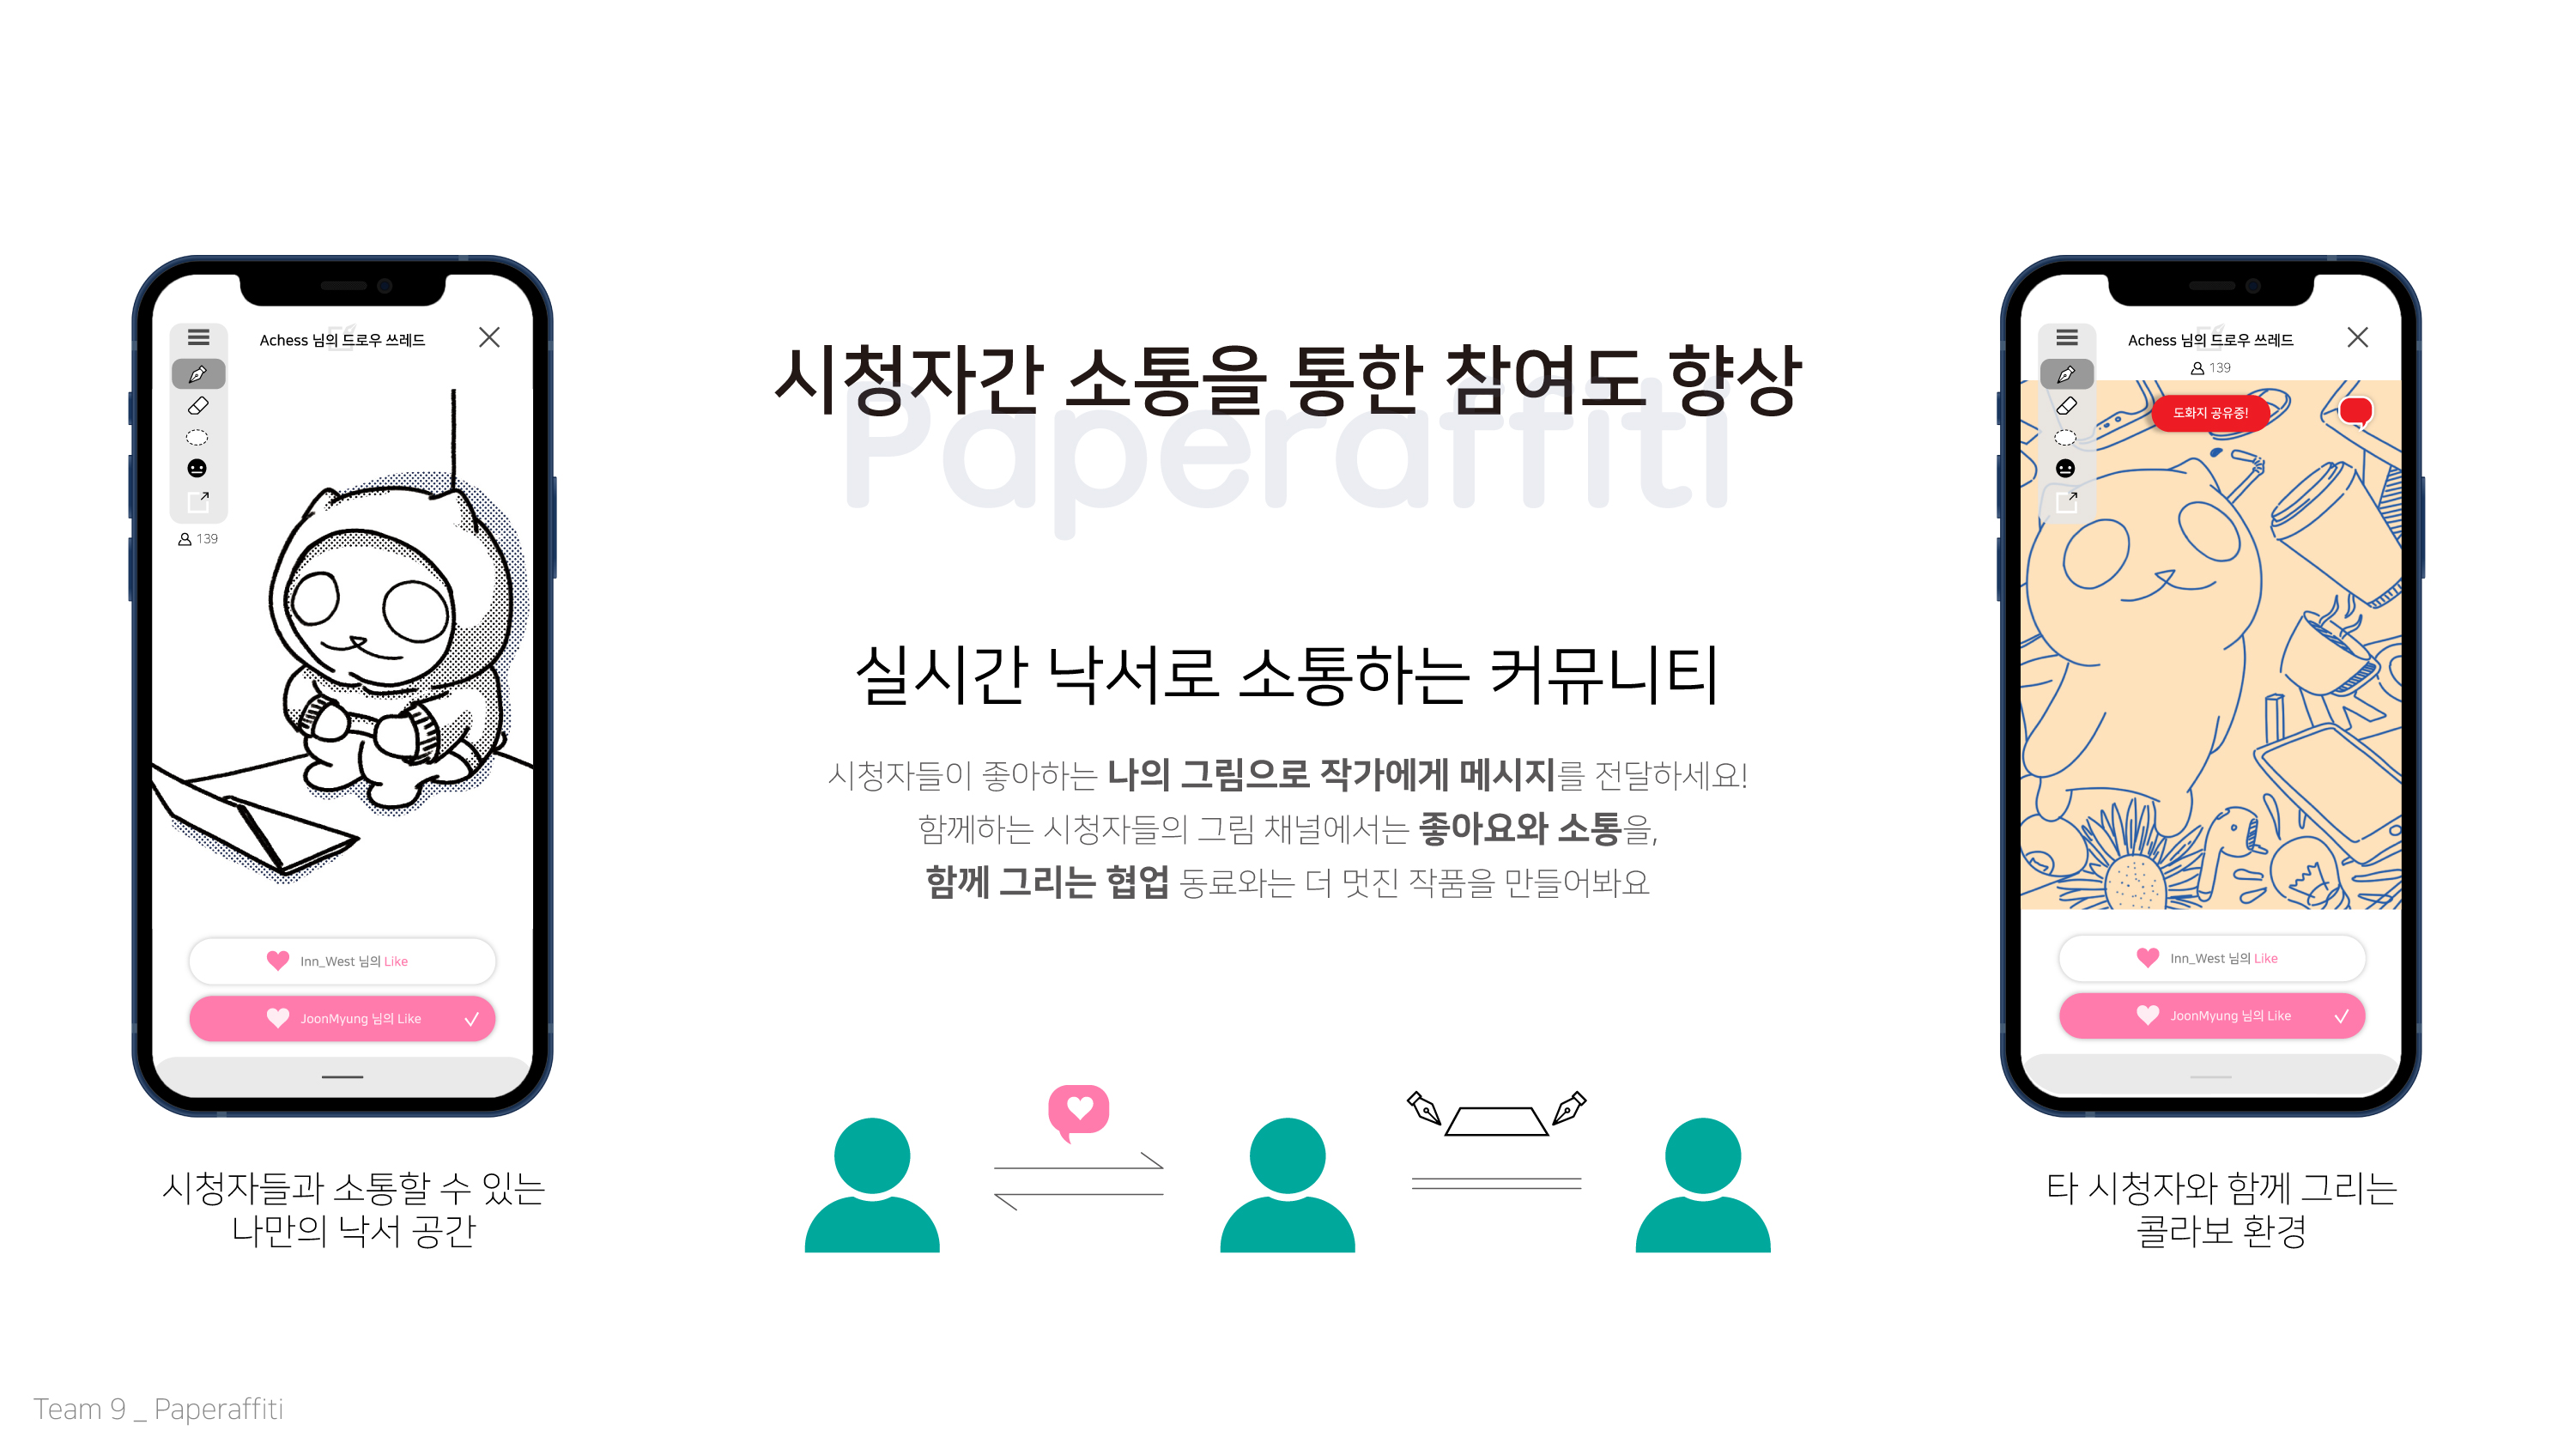 Achess 님의 드로우 쓰레드
139
Inn_West 님의 Like
JoonMyung 님의 Like
시청자들과 소통할 수 있는
나만의 낙서 공간
시청자간 소통을 통한 참여도 향상
Paperaffiti
실시간 낙서로 소통하는 커뮤니티
시청자들이 좋아하는 나의 그림으로 작가에게 메시지를 전달하세요!
함께하는 시청자들의 그림 채널에서는 좋아요와 소통을,
함께 그리는 협업 동료와는 더 멋진 작품을 만들어봐요
Achess 님의 드로우 쓰레드
139
도화지 공유중!
Inn_West 님의 Like
JoonMyung 님의 Like
타 시청자와 함께 그리는
콜라보 환경
Team 9 _ Paperaffiti